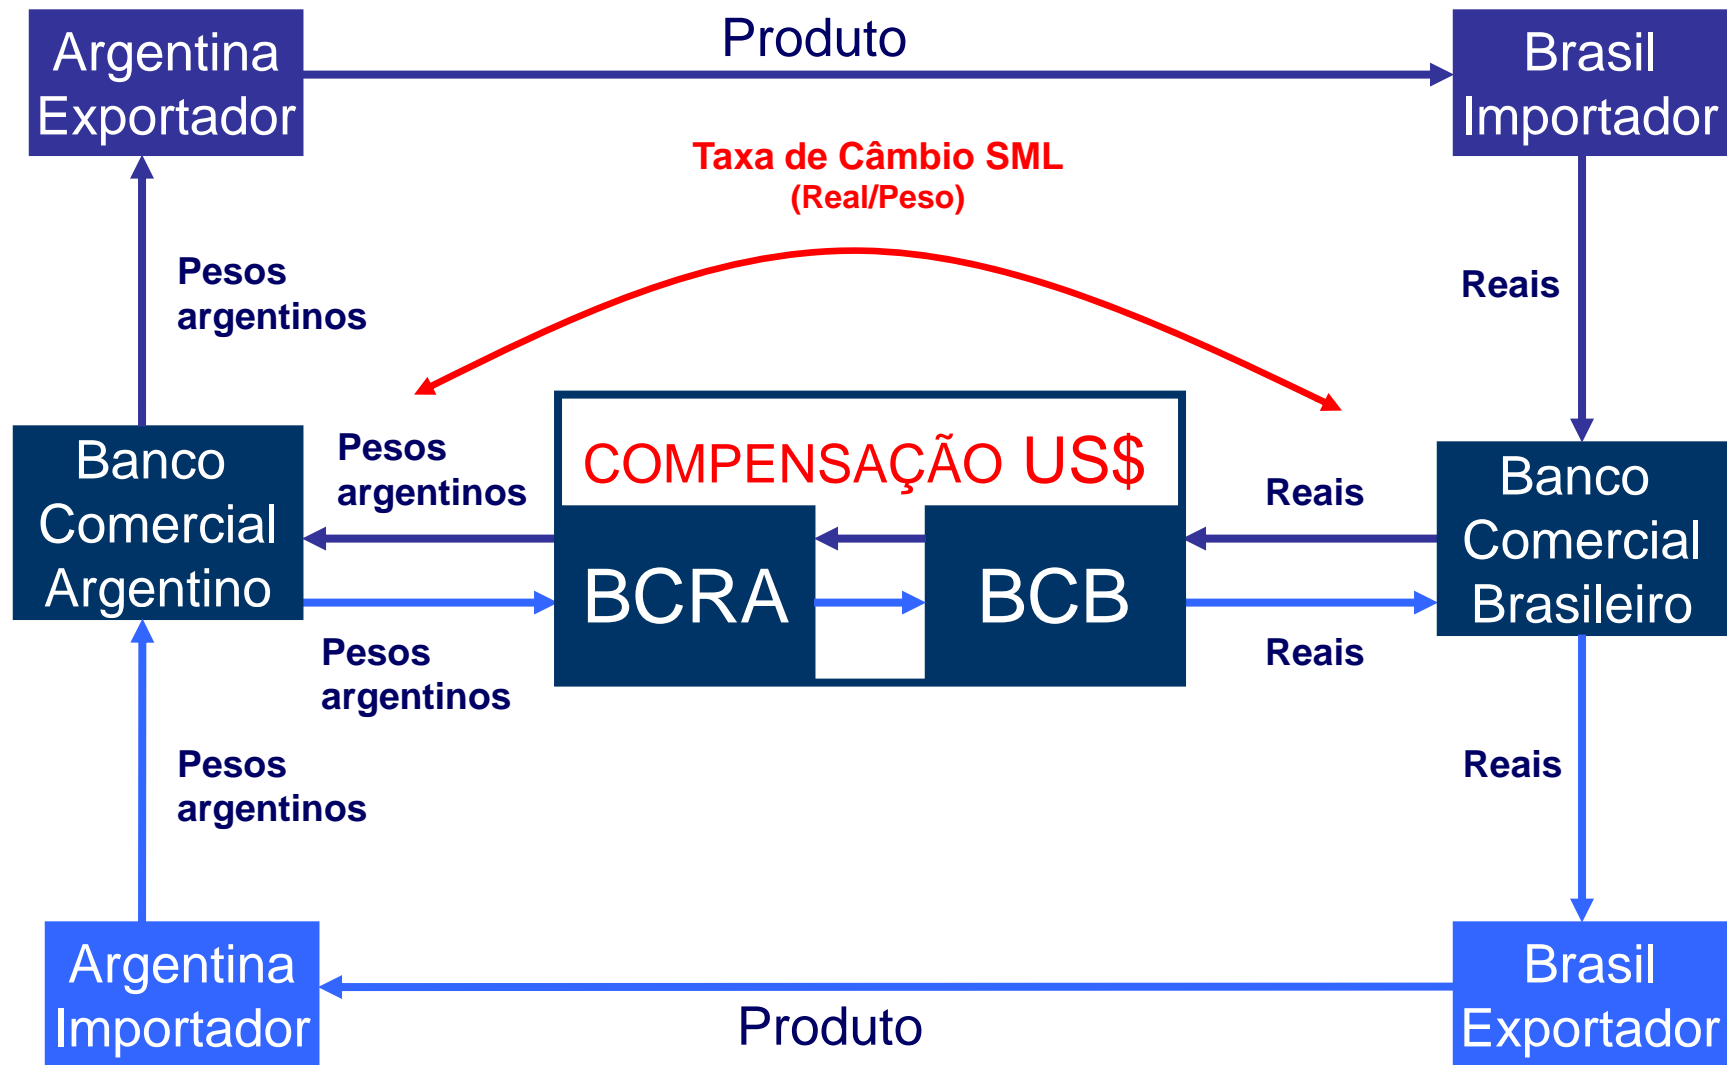 Argentina
Exportador
Produto
Brasil
Importador
Taxa de Câmbio SML
(Real/Peso)
Pesos
argentinos
Reais
Banco
Comercial
Argentino
Pesos
argentinos
COMPENSAÇÃO US$
Reais
Banco
Comercial
Brasileiro
BCRA
BCB
Pesos
argentinos
Reais
Pesos
argentinos
Reais
Argentina
Importador
Produto
Brasil
Exportador